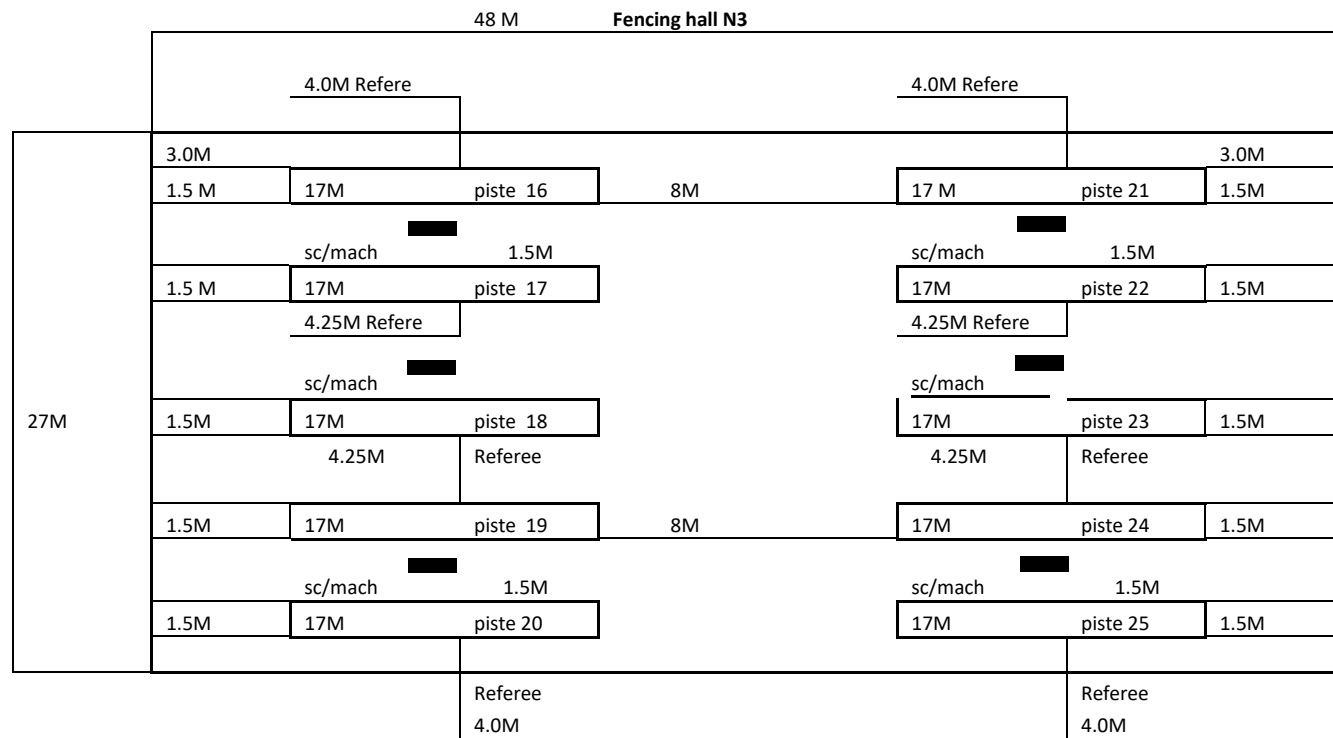 48 M Fencing hall N3
4.0M Refere 4.0M Refere
3.0M 3.0M
1.5 M 17M piste 16 8M 17 M piste 21 1.5M
sc/mach 1.5M sc/mach 1.5M
1.5 M 17M piste 17 17M piste 22 1.5M
4.25M Refere 4.25M Refere
sc/mach sc/mach
27M 1.5M 17M piste 18 17M piste 23 1.5M
4.25M Referee 4.25M Referee
1.5M 17M piste 19 8M 17M piste 24 1.5M
sc/mach 1.5M sc/mach 1.5M
1.5M 17M piste 20 17M piste 25 1.5M
Referee Referee
4.0M 4.0M